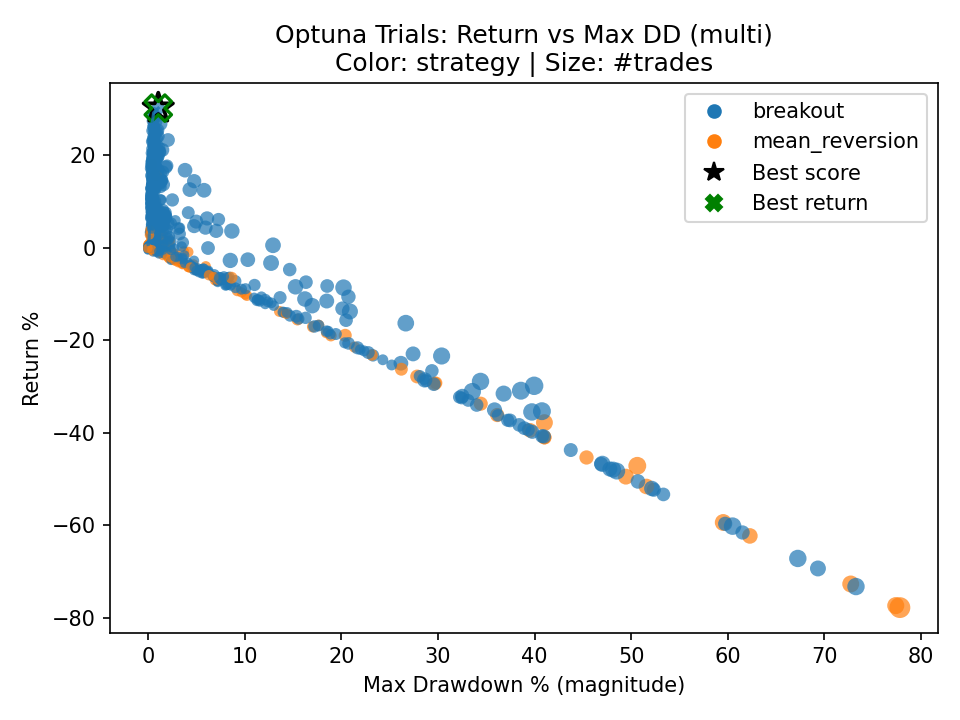 Optuna Trials: Return vs Max DD (multi)
Color: strategy | Size: #trades
breakout
mean_reversion
Best score
Best return
20
0
−20
−40
−60
−80
Return %
0 10 20 30 40 50 60 70 80
Max Drawdown % (magnitude)